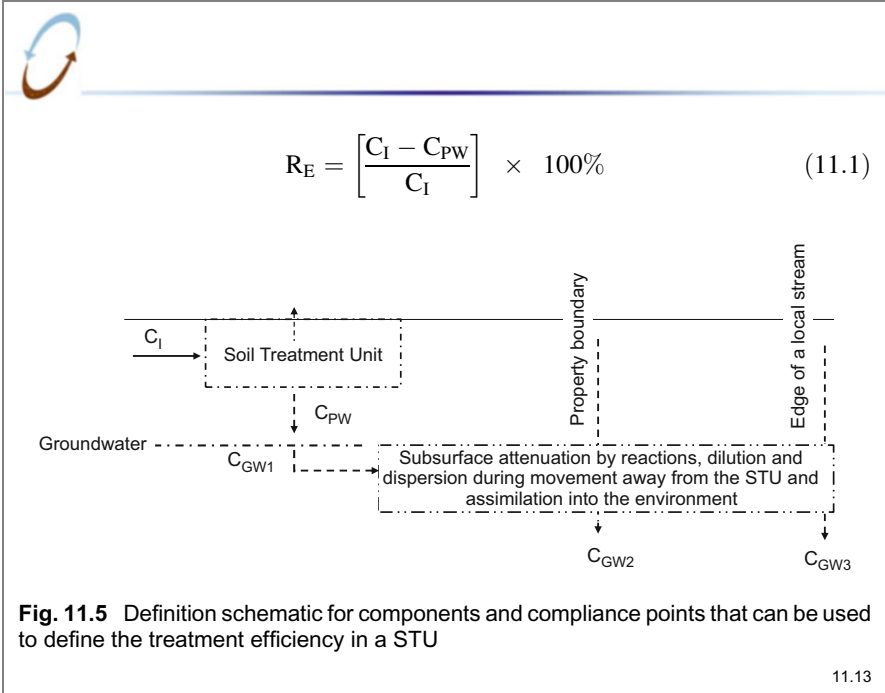 R_E = [C_I − C_PW / C_I] × 100% (11.1)
Property boundary
Edge of a local stream
C_I
Soil Treatment Unit
C_PW
Groundwater
C_GW1
Subsurface attenuation by reactions, dilution and
dispersion during movement away from the STU and
assimilation into the environment
C_GW2
C_GW3
Fig. 11.5 Definition schematic for components and compliance points that can be used
to define the treatment efficiency in a STU
11.13